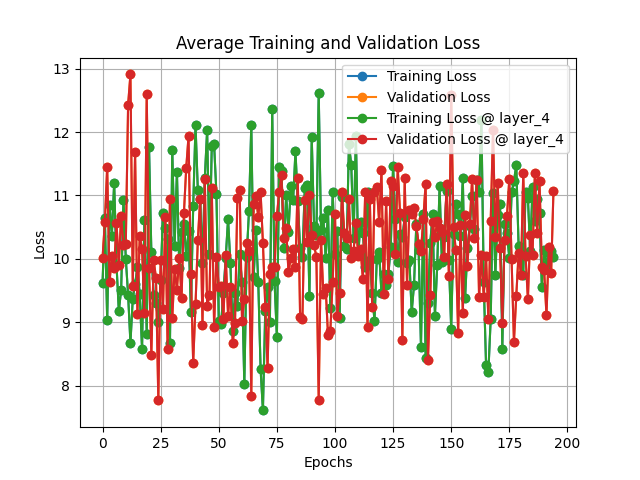 Average Training and Validation Loss
Training Loss
Validation Loss
Training Loss @ layer_4
Validation Loss @ layer_4
Loss
13
12
11
10
9
8
0
25
50
75
100
125
150
175
200
Epochs